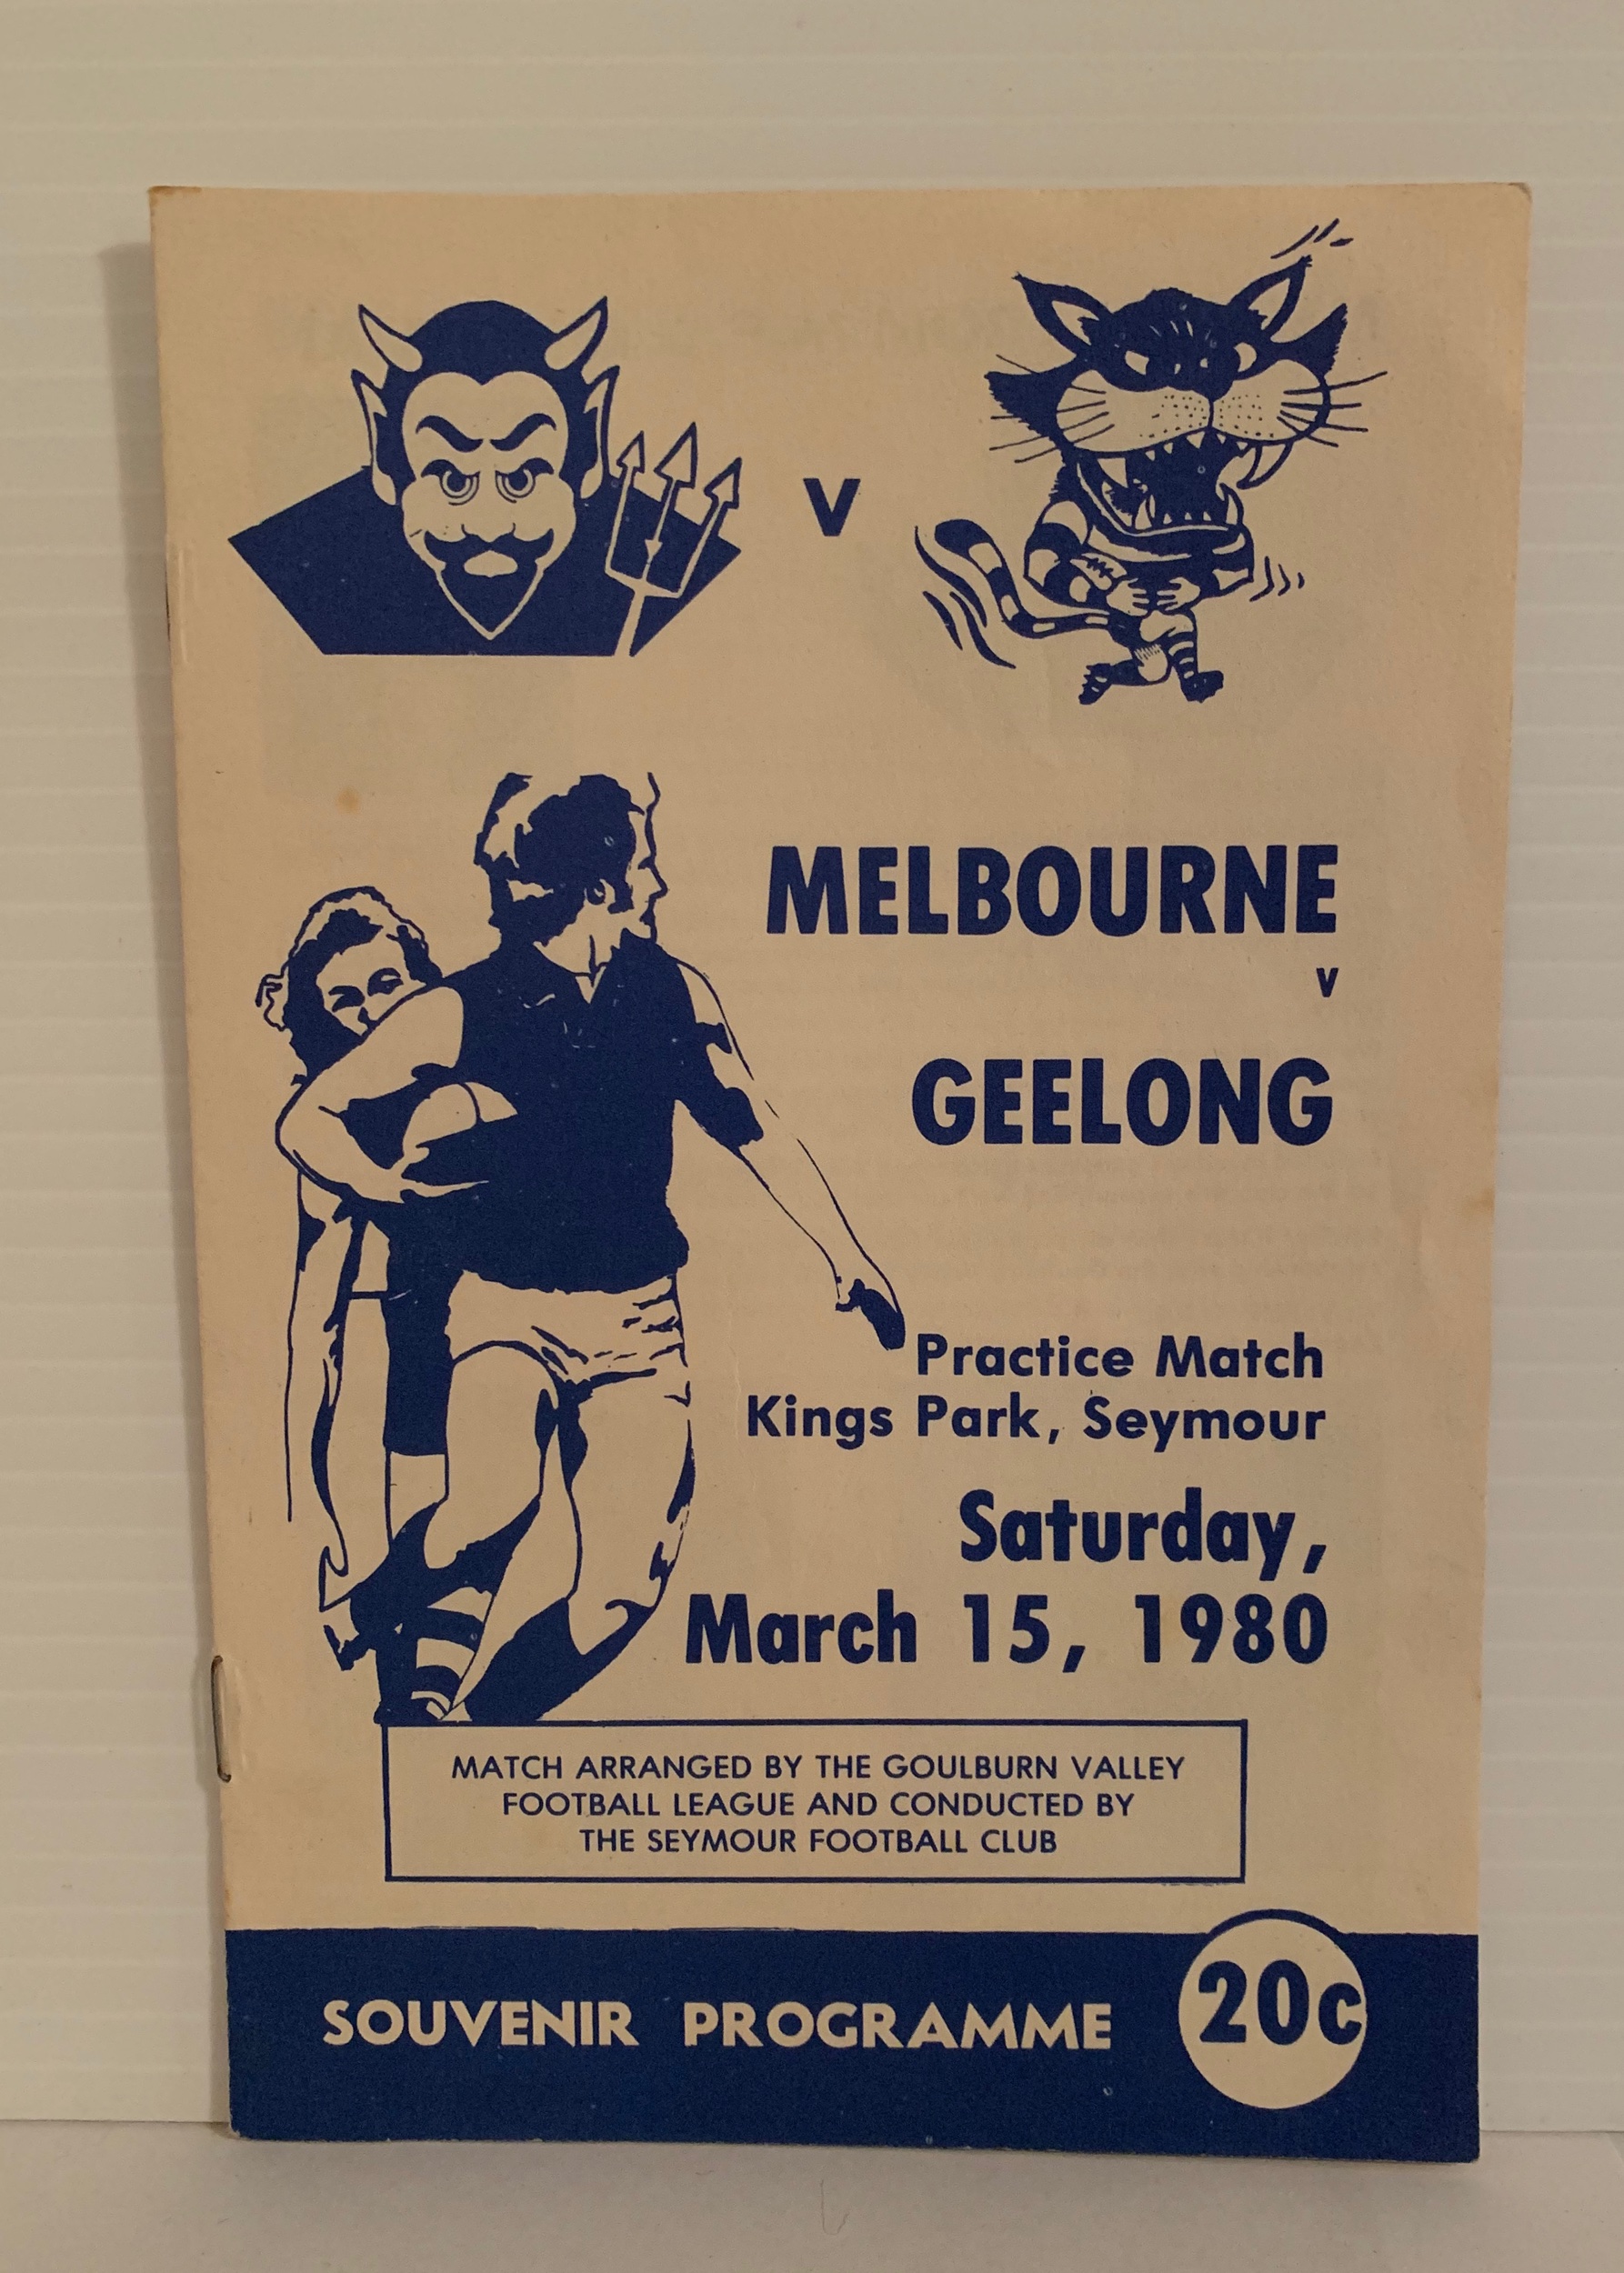 V
MELBOURNE
V
GEELONG
Practice Match
Kings Park, Seymour
Saturday,
March 15, 1980
MATCH ARRANGED BY THE GOULBURN VALLEY
FOOTBALL LEAGUE AND CONDUCTED BY
THE SEYMOUR FOOTBALL CLUB
SOUVENIR PROGRAMME 20c